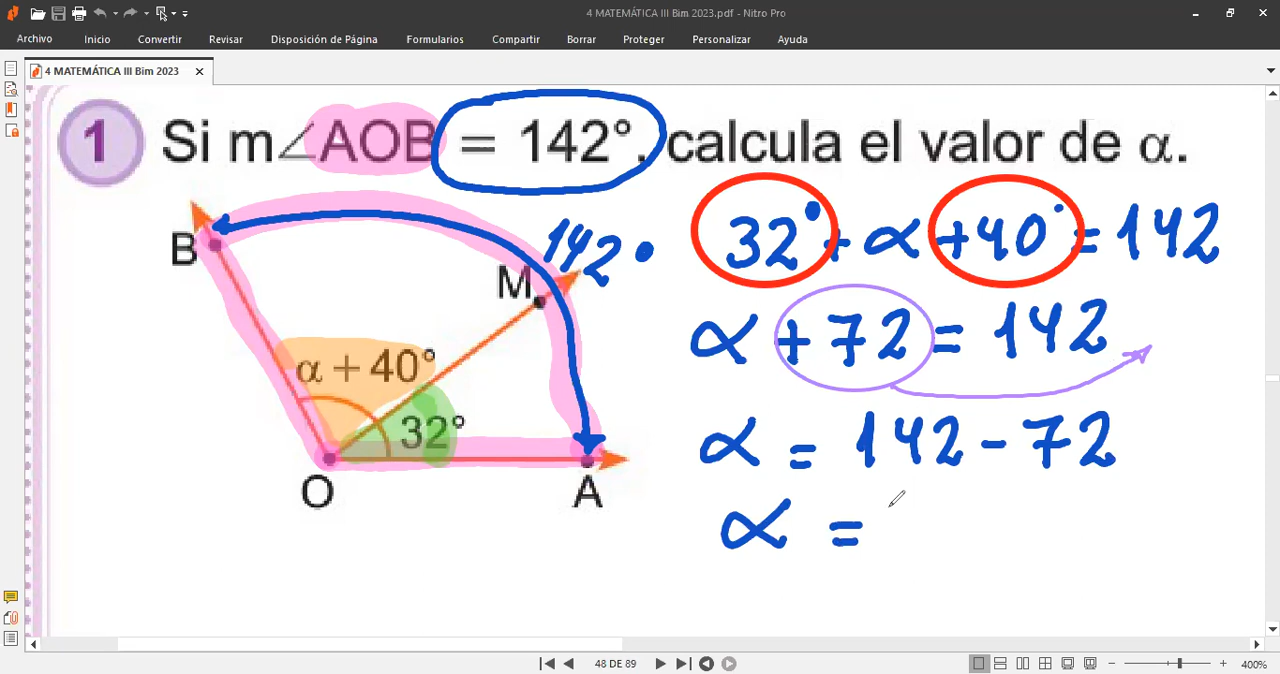 4 MATEMÁTICA III Bim 2023.pdf - Nitro Pro
Archivo Inicio Convertir Revisar Disposición de Página Formularios Compartir Borrar Proteger Personalizar Ayuda
4 MATEMÁTICA III Bim 2023
1 Si m∠AOB = 142°, calcula el valor de α.
B
142°
M
α + 40°
32°
O
A
32° + α + 40° = 142
α + 72 = 142
α = 142 - 72
α =
48 DE 89
400%